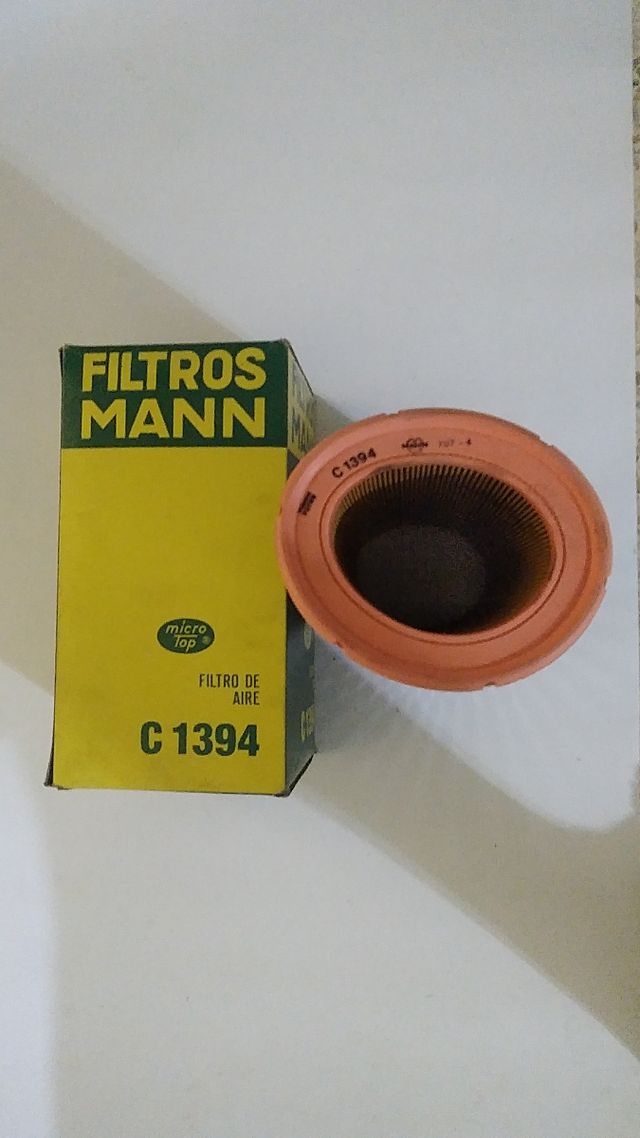 FILTROS
MANN
micro
Top
FILTRO DE
AIRE
C 1394
C 1394